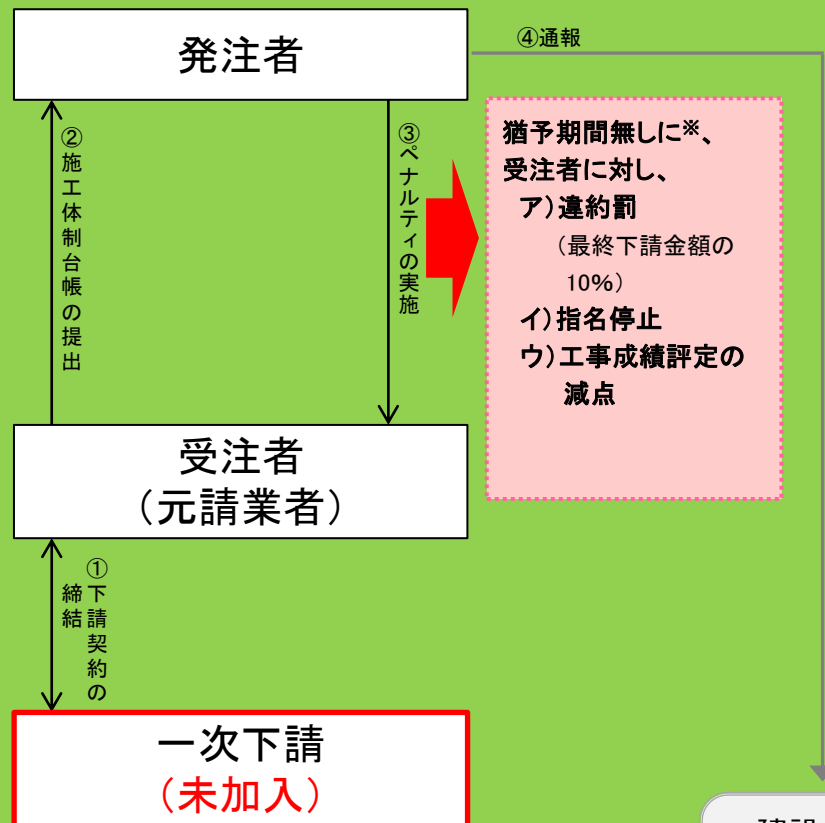 発注者
④通報
②施工体制台帳の提出
③ペナルティの実施
猶予期間無しに※、
受注者に対し、
ア)違約罰
（最終下請金額の
10%）
イ)指名停止
ウ)工事成績評定の
減点
受注者
（元請業者）
①下請契約の
締結
一次下請
（未加入）